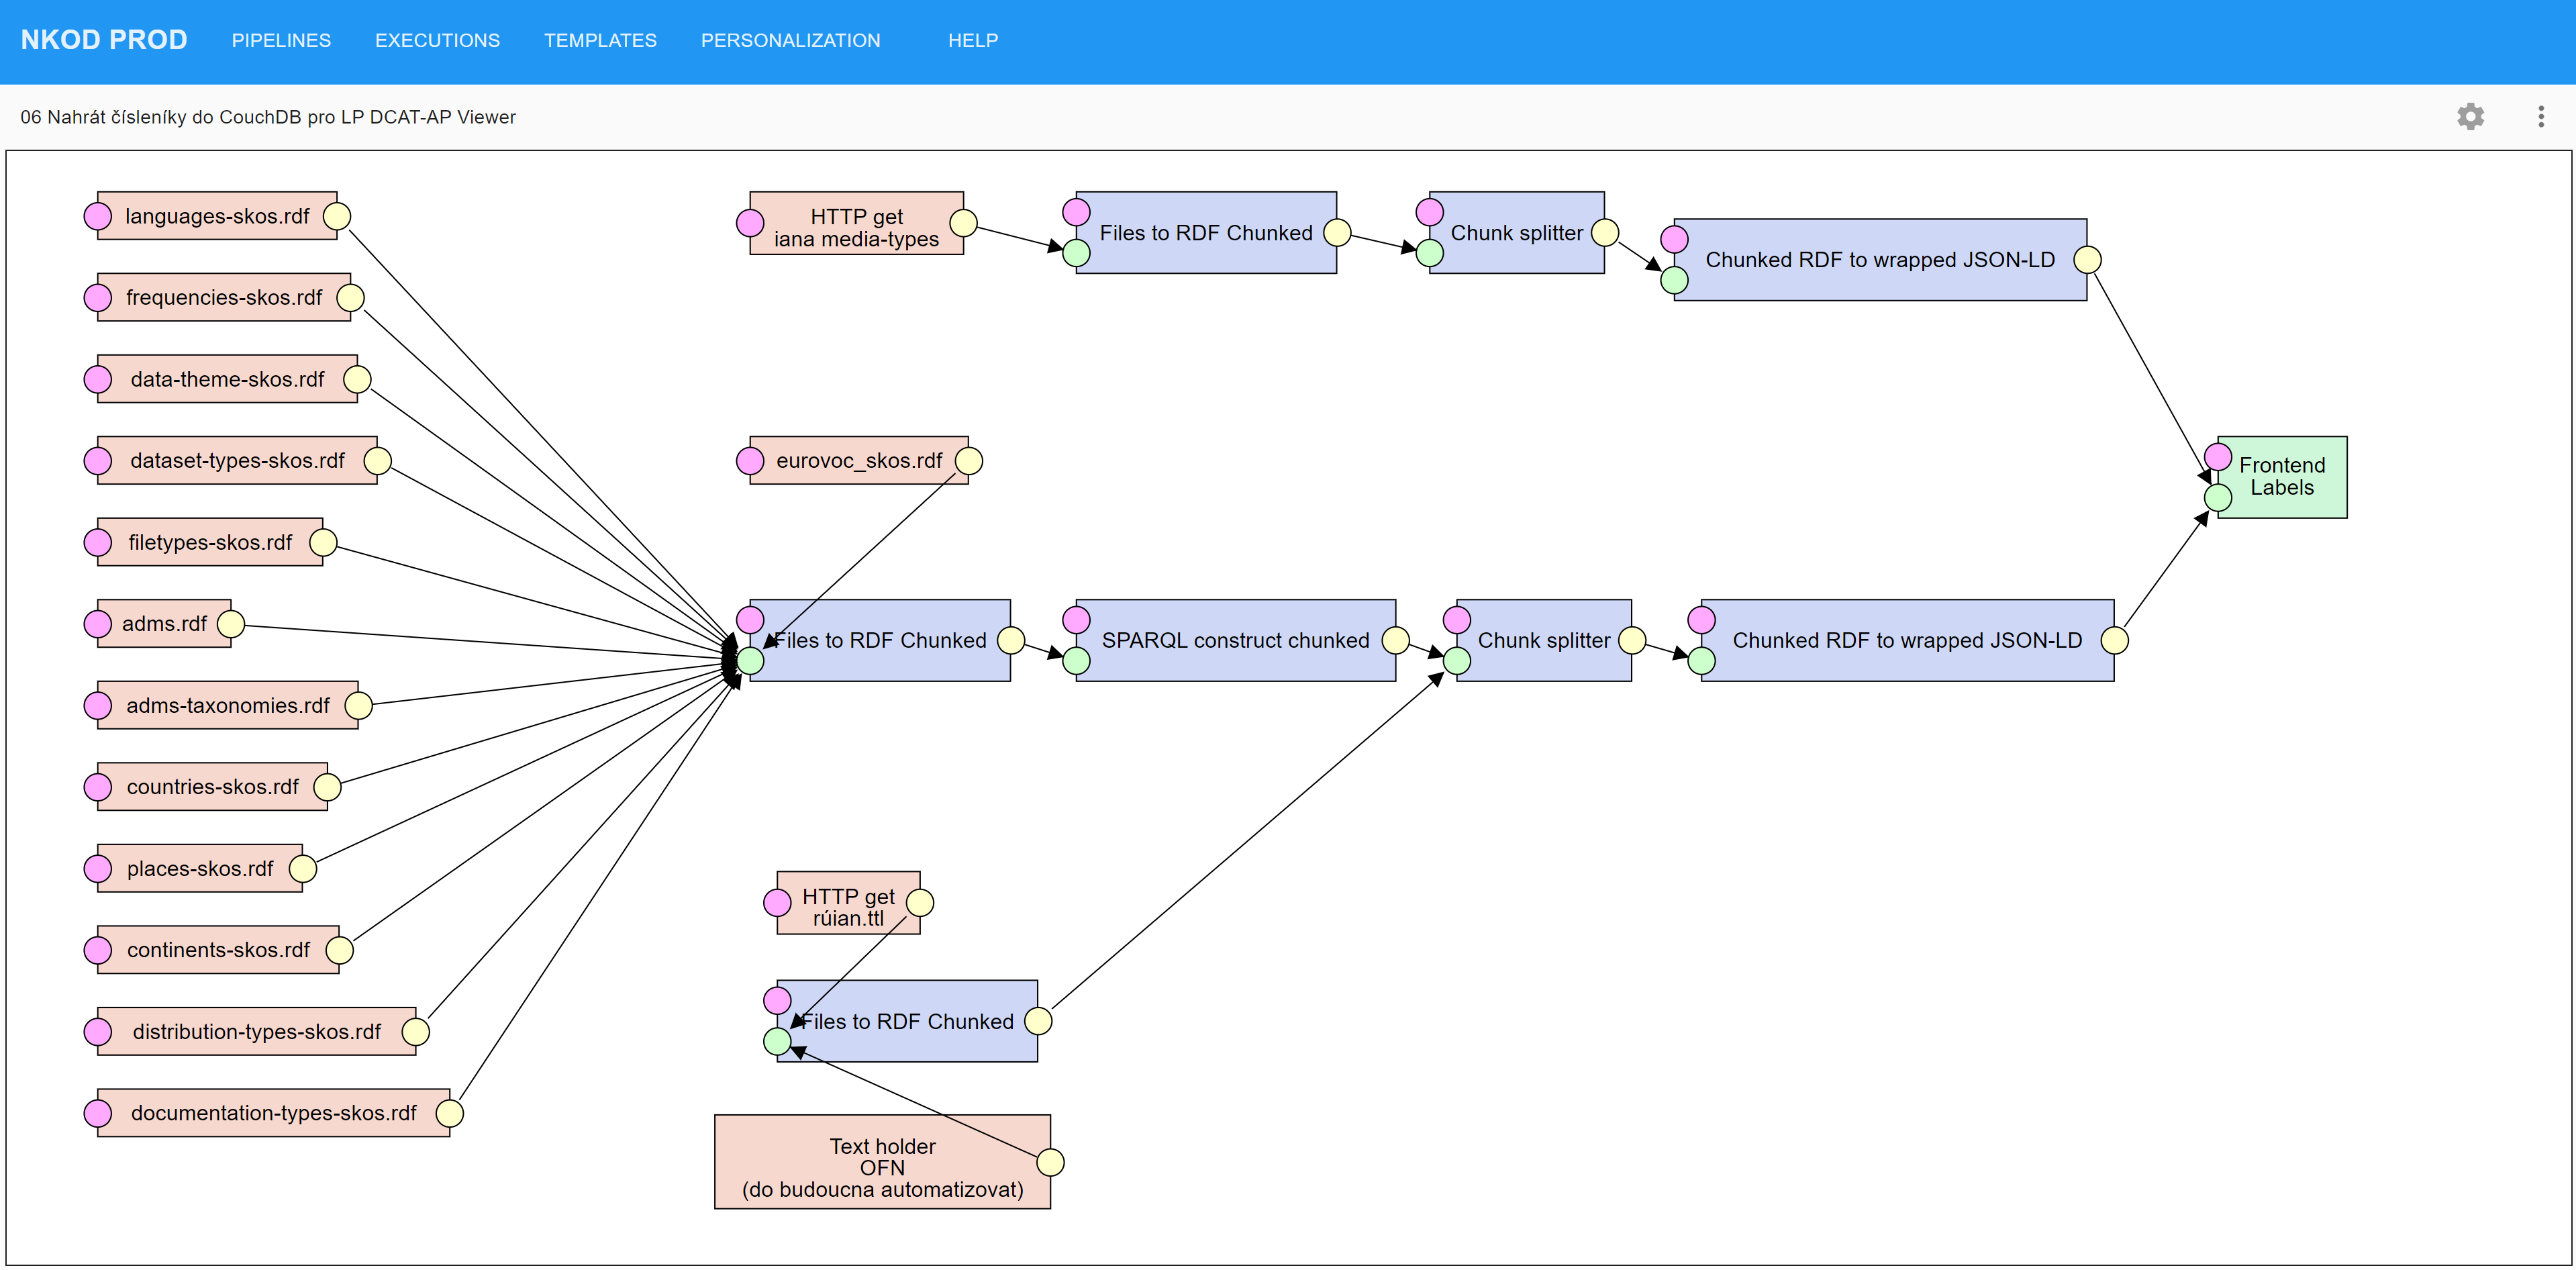 NKOD PROD
PIPELINES
EXECUTIONS
TEMPLATES
PERSONALIZATION
HELP
06 Nahrát číselníky do CouchDB pro LP DCAT-AP Viewer
languages-skos.rdf
frequencies-skos.rdf
data-theme-skos.rdf
dataset-types-skos.rdf
filetypes-skos.rdf
adms.rdf
adms-taxonomies.rdf
countries-skos.rdf
places-skos.rdf
continents-skos.rdf
distribution-types-skos.rdf
documentation-types-skos.rdf
HTTP get
iana media-types
Files to RDF Chunked
Chunk splitter
Chunked RDF to wrapped JSON-LD
eurovoc_skos.rdf
Frontend
Labels
Files to RDF Chunked
SPARQL construct chunked
Chunk splitter
Chunked RDF to wrapped JSON-LD
HTTP get
rúian.ttl
Files to RDF Chunked
Text holder
OFN
(do budoucna automatizovat)